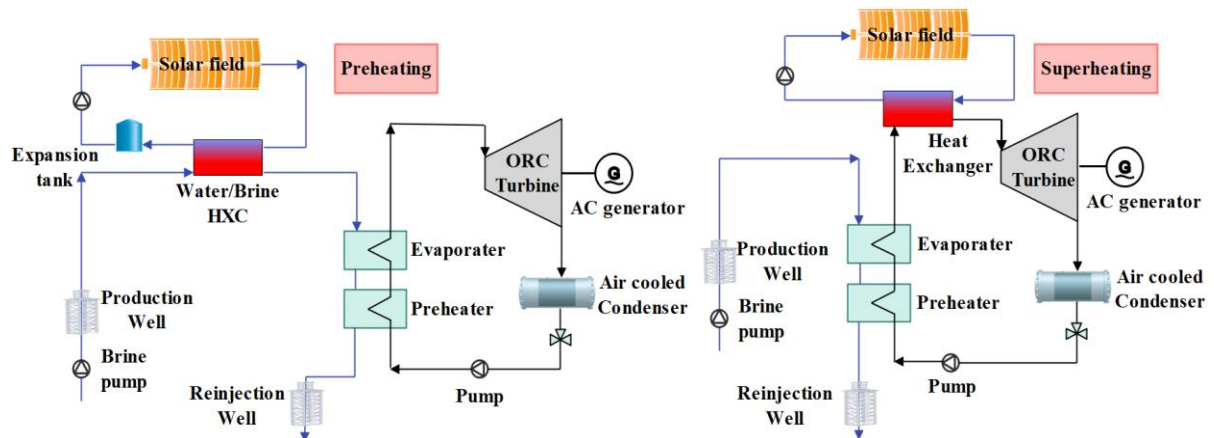 Solar field
Preheating
Expansion
tank
Water/Brine
HXC
ORC
Turbine
G
AC generator
Evaporater
Preheater
Air cooled
Condenser
Production
Well
Brine
pump
Reinjection
Well
Pump
Solar field
Superheating
Heat
Exchanger
ORC
Turbine
G
AC generator
Production
Well
Brine
pump
Evaporater
Preheater
Air cooled
Condenser
Pump
Reinjection
Well